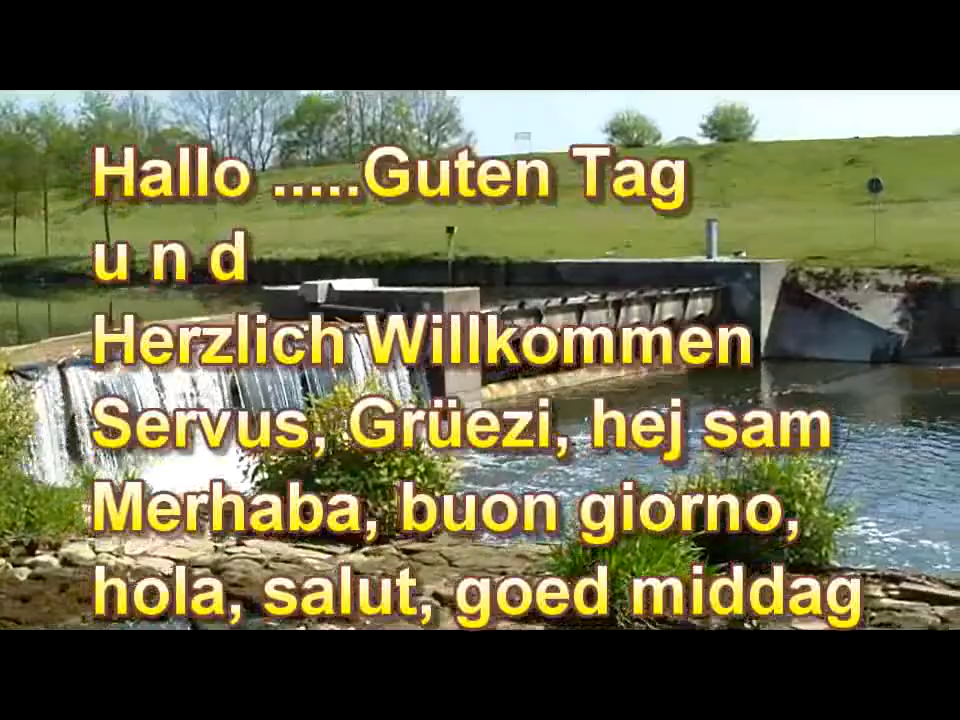 Hallo .....Guten Tag
u n d
Herzlich Willkommen
Servus, Grüezi, hej sam
Merhaba, buon giorno,
hola, salut, goed middag